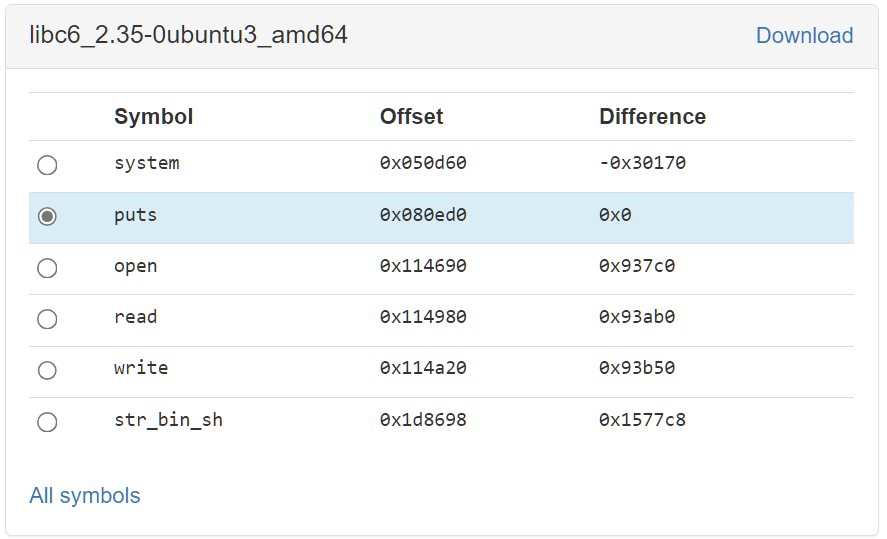 libc6_2.35-0ubuntu3_amd64 Download
Symbol Offset Difference
system 0x050d60 -0x30170
puts 0x080ed0 0x0
open 0x114690 0x937c0
read 0x114980 0x93ab0
write 0x114a20 0x93b50
str_bin_sh 0x1d8698 0x1577c8
All symbols